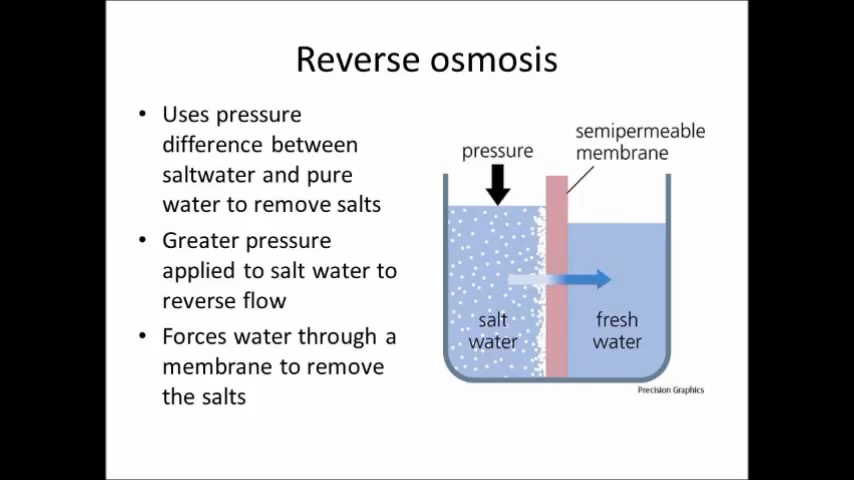 Reverse osmosis
• Uses pressure
difference between
saltwater and pure
water to remove salts
• Greater pressure
applied to salt water to
reverse flow
• Forces water through a
membrane to remove
the salts
semipermeable
membrane
pressure
salt
water
fresh
water
Precision Graphics